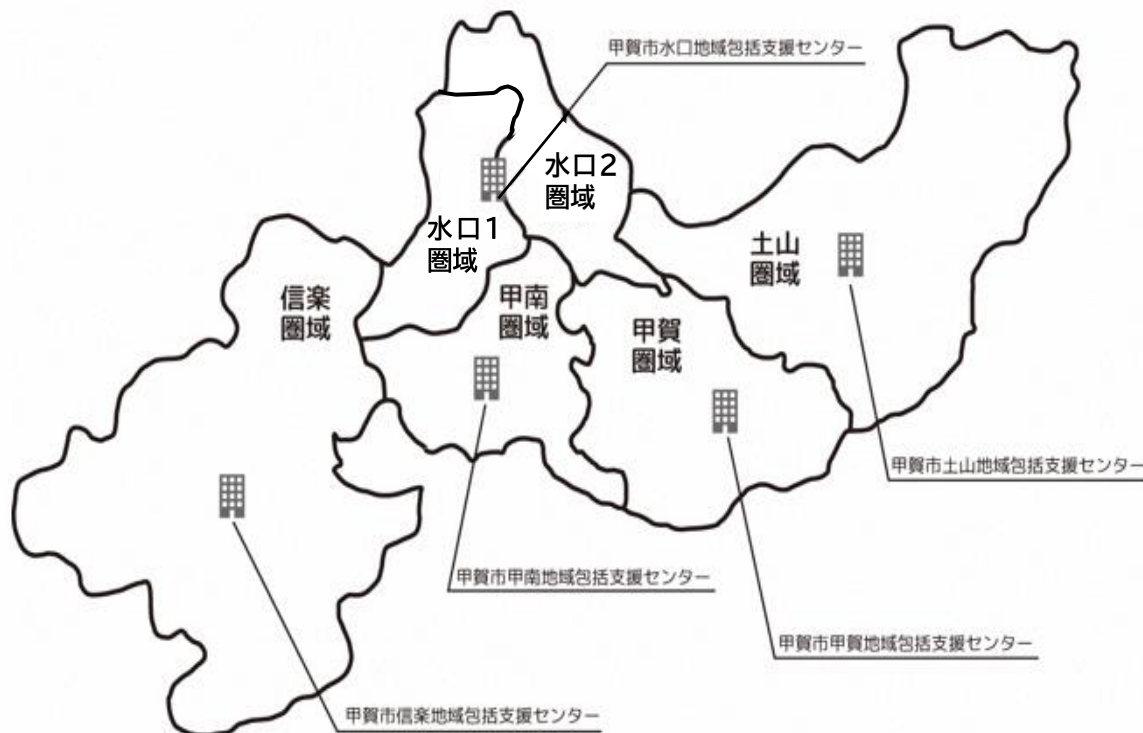 甲賀市水口地域包括支援センター
水口2
圏域
水口1
圏域
土山
圏域
信楽
圏域
甲南
圏域
甲賀
圏域
甲賀市土山地域包括支援センター
甲賀市甲南地域包括支援センター
甲賀市甲賀地域包括支援センター
甲賀市信楽地域包括支援センター